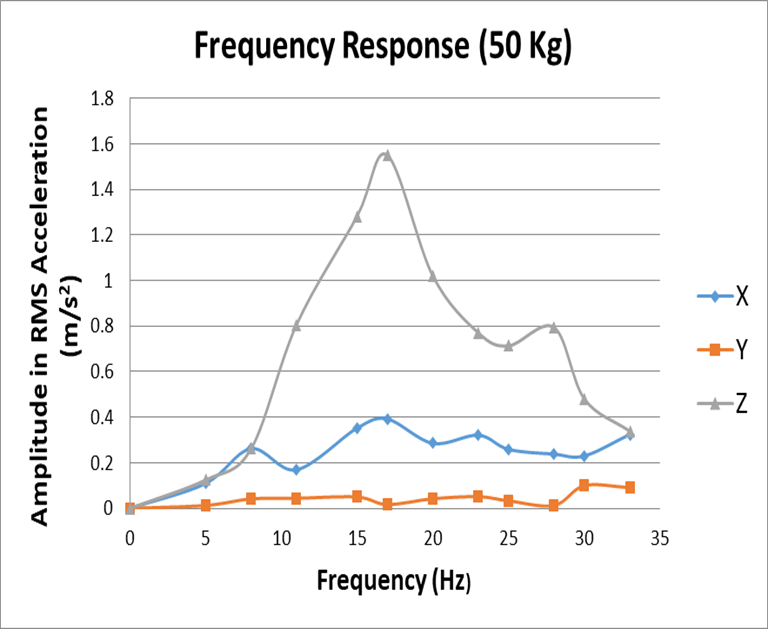 Frequency Response (50 Kg)
Amplitude in RMS Acceleration
(m/s²)
1.8
1.6
1.4
1.2
1
0.8
0.6
0.4
0.2
0
0 5 10 15 20 25 30 35
Frequency (Hz)
X
Y
Z